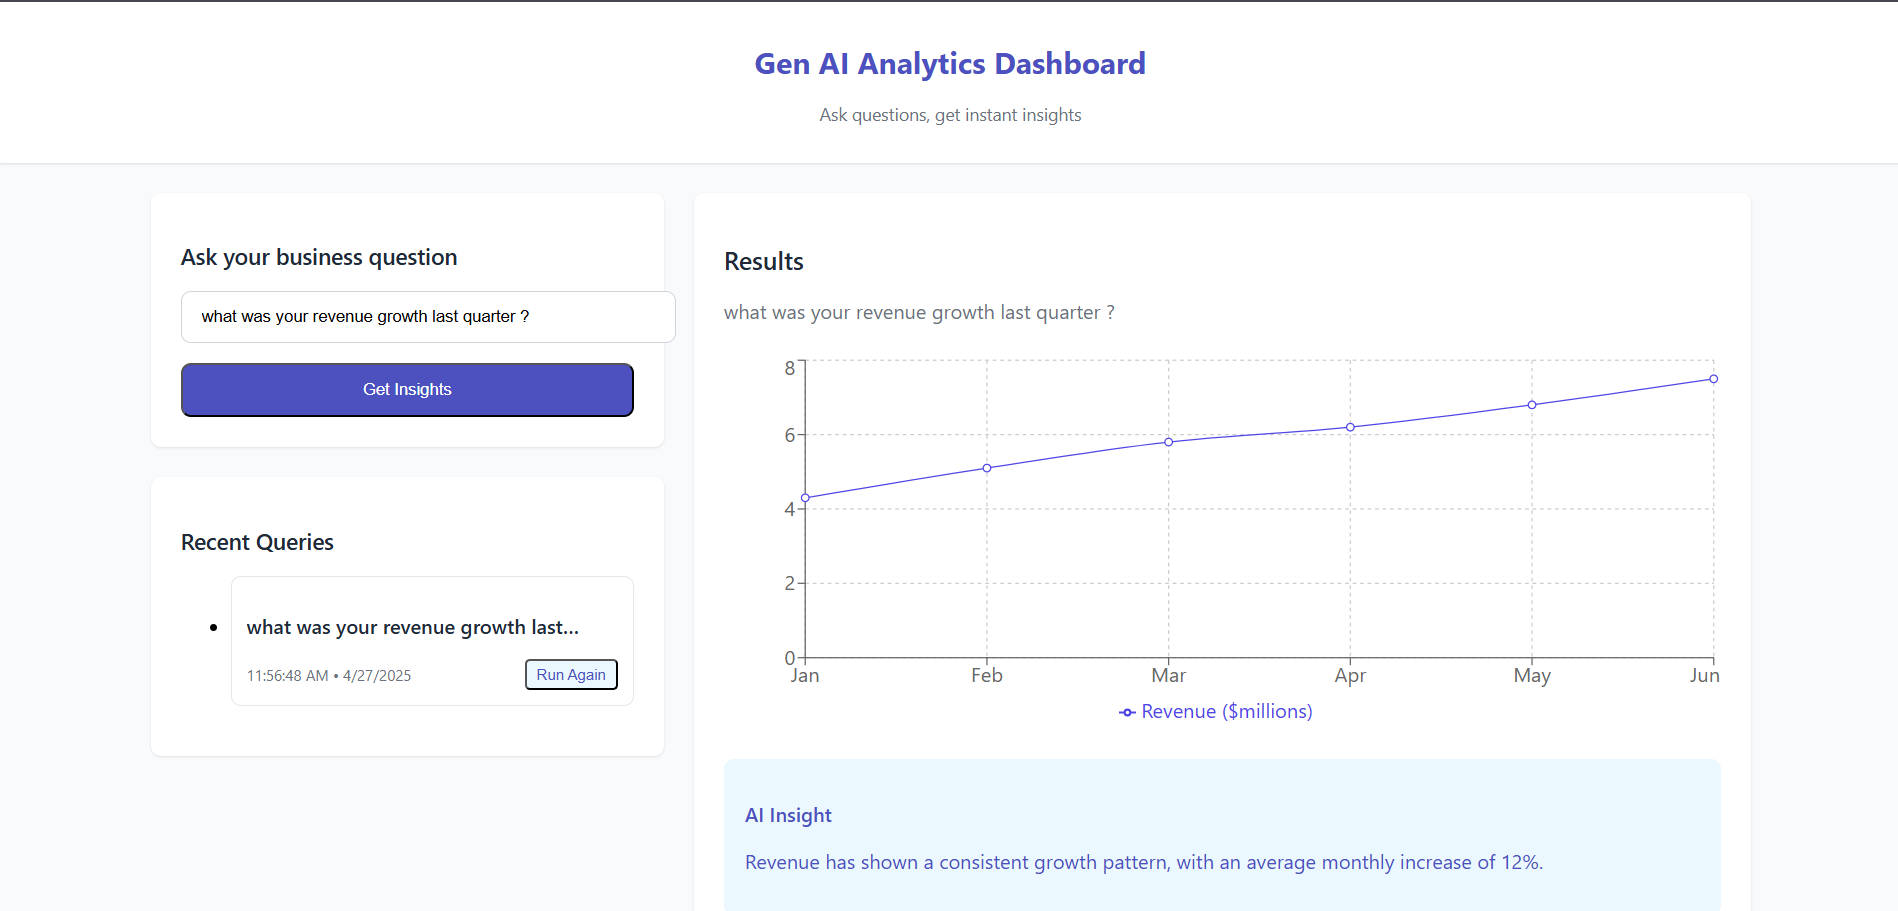 Gen AI Analytics Dashboard
Ask questions, get instant insights
Ask your business question
what was your revenue growth last quarter ?
Get Insights
Recent Queries
what was your revenue growth last...
11:56:48 AM • 4/27/2025
Run Again
Results
what was your revenue growth last quarter ?
8
6
4
2
0
Jan Feb Mar Apr May Jun
Revenue ($millions)
AI Insight
Revenue has shown a consistent growth pattern, with an average monthly increase of 12%.